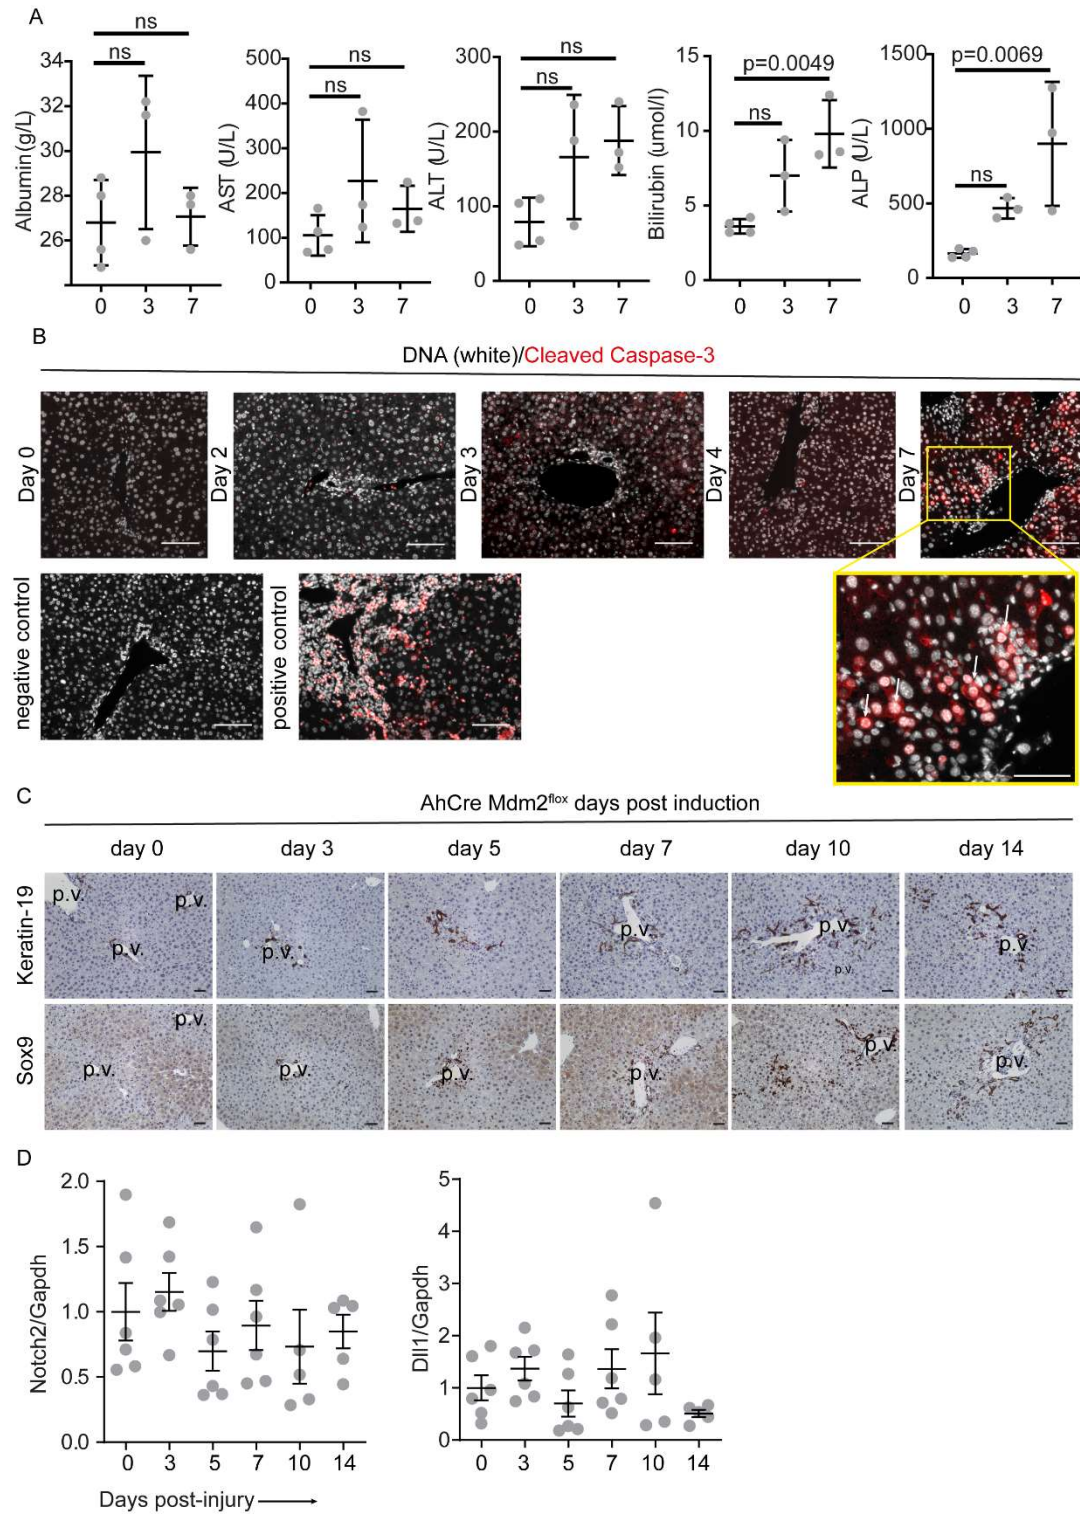 A
ns
ns
34
32
30
28
26
Albumin (g/L)
0 3 7
ns
ns
500
400
300
200
100
0
AST (U/L)
0 3 7
ns
ns
300
200
100
0
ALT (U/L)
0 3 7
p=0.0049
ns
15
10
5
0
Bilirubin (umol/l)
0 3 7
p=0.0069
ns
1500
1000
500
0
ALP (U/L)
0 3 7
B
DNA (white)/Cleaved Caspase-3
Day 0
Day 2
Day 3
Day 4
Day 7
negative control
positive control
C
AhCre Mdm2flox days post induction
day 0 day 3 day 5 day 7 day 10 day 14
Keratin-19
p.v. p.v.
p.v.
p.v.
p.v.
p.v.
p.v.
p.v.
Sox9
p.v.
p.v.
p.v.
p.v.
p.v.
p.v.
p.v.
D
2.0
1.5
1.0
0.5
0.0
Notch2/Gapdh
0 3 5 7 10 14
Days post-injury
5
4
3
2
1
0
Dll1/Gapdh
0 3 5 7 10 14